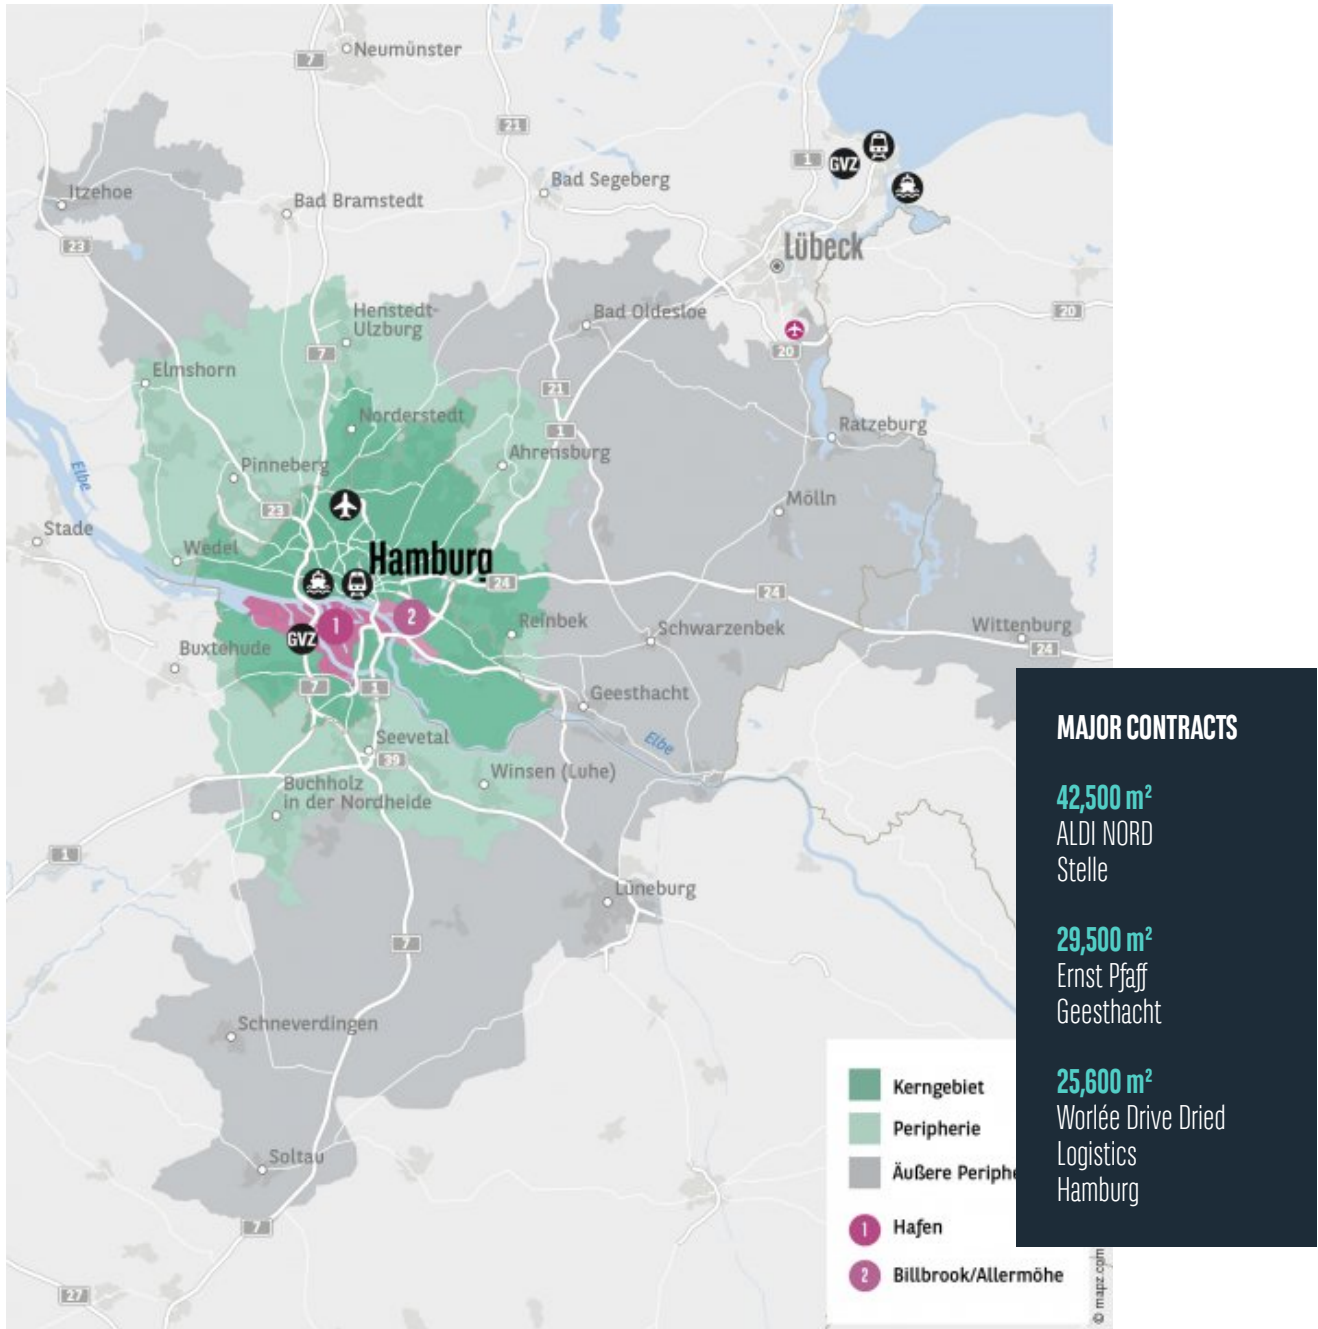 Neumünster
7
21
1
GVZ
Itzehoe
Bad Bramstedt
Bad Segeberg
23
Lübeck
Henstedt-
Ulzburg
Bad Oldesloe
20
20
7
Elmshorn
21
Norderstedt
1
Ratzeburg
Ahrensburg
Pinneberg
Elbe
23
Mölln
Stade
Wedel
Hamburg
24
24
1
2
Reinbek
Schwarzenbek
Wittenburg
GVZ
Buxtehude
24
7
1
Geesthacht
Seevetal
Elbe
39
Winsen (Luhe)
Buchholz
in der Nordheide
1
Lüneburg
7
Schneverdingen
Soltau
7
27
Kerngebiet
Peripherie
Äußere Periphe
1
Hafen
2
Billbrook/Allermöhe
© mapz.com
MAJOR CONTRACTS
42,500 m²
ALDI NORD
Stelle
29,500 m²
Ernst Pfaff
Geesthacht
25,600 m²
Worlée Drive Dried
Logistics
Hamburg